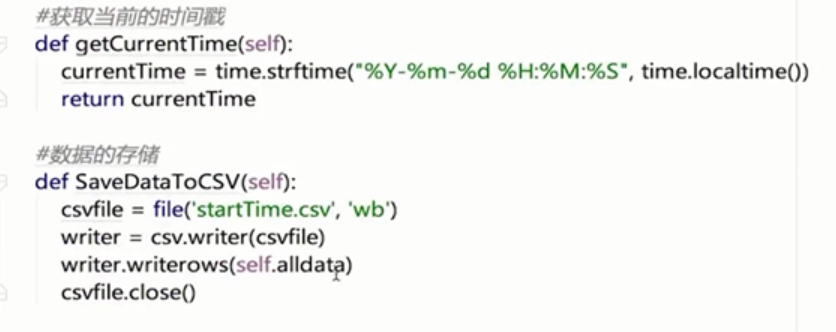 #获取当前的时间戳
def getCurrentTime(self):
currentTime = time.strftime("%Y-%m-%d %H:%M:%S", time.localtime())
return currentTime
#数据的存储
def SaveDataToCSV(self):
csvfile = file('startTime.csv', 'wb')
writer = csv.writer(csvfile)
writer.writerows(self.alldata)
csvfile.close()